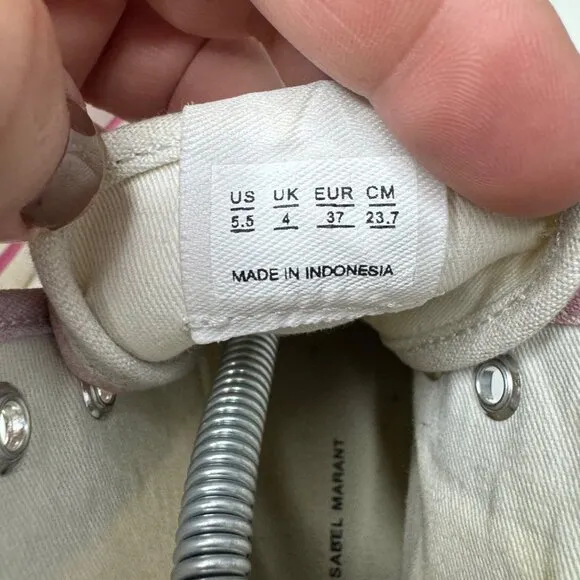 US UK EUR CM
5.5 4 37 23.7
MADE IN INDONESIA
SABEL MARANT